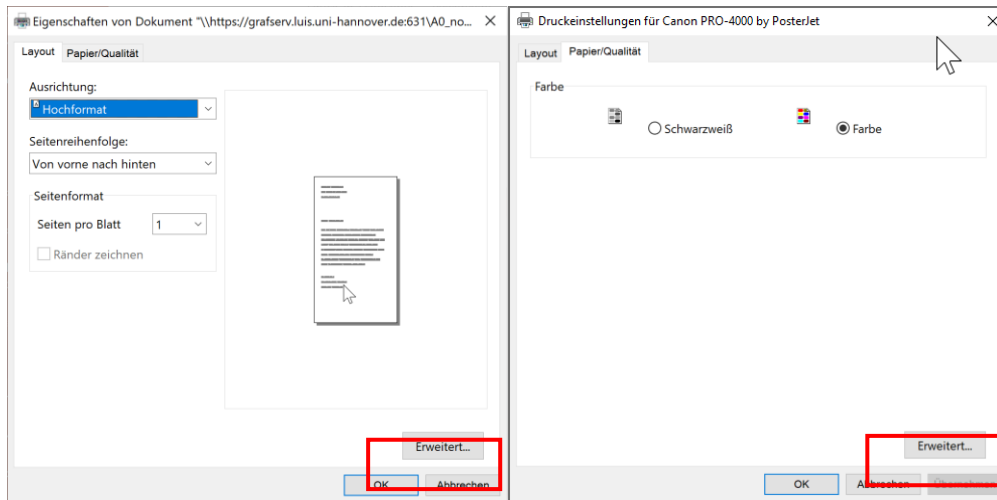 Eigenschaften von Dokument "\\https://grafserv.luis.uni-hannover.de:631\A0_no...
Layout Papier/Qualität
Ausrichtung:
Hochformat
Seitenreihenfolge:
Von vorne nach hinten
Seitenformat
Seiten pro Blatt 1
Ränder zeichnen
Erweitert...
OK Abbrechen
Druckeinstellungen für Canon PRO-4000 by PosterJet
Layout Papier/Qualität
Farbe
Schwarzweiß Farbe
Erweitert...
OK Abbrechen Übernehmen